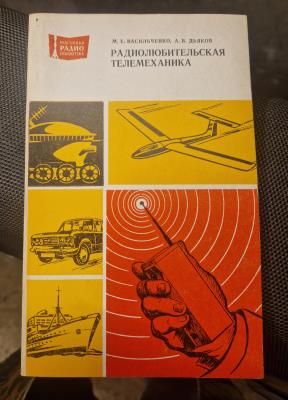 МАССОВАЯ
РАДИО
БИБЛИОТЕКА
М. Е. ВАСИЛЬЧЕНКО, А. В. ДЬЯКОВ
РАДИОЛЮБИТЕЛЬСКАЯ
ТЕЛЕМЕХАНИКА